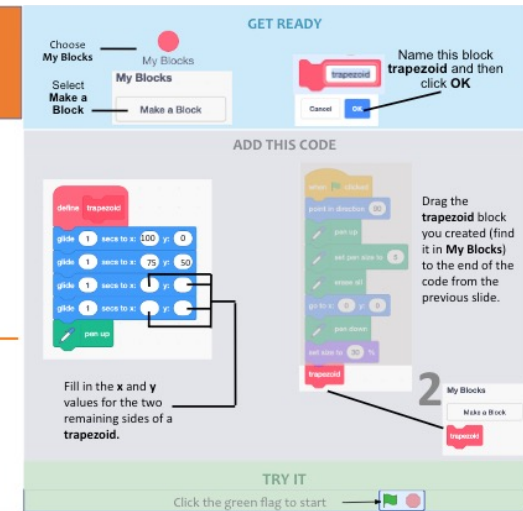 GET READY
Choose
My Blocks
My Blocks
Select
Make a
Block
My Blocks
Make a Block
trapezoid
Cancel OK
Name this block
trapezoid and then
click OK
ADD THIS CODE
define trapezoid
glide 1 secs to x: 100 y: 0
glide 1 secs to x: 75 y: 50
glide 1 secs to x: y:
glide 1 secs to x: y:
pen up
Fill in the x and y
values for the two
remaining sides of a
trapezoid.
when clicked
point in direction 90
pen up
set pen size to 5
erase all
go to x: 0 y: 0
pen down
set size to 30 %
trapezoid
Drag the
trapezoid block
you created (find
it in My Blocks)
to the end of the
code from the
previous slide.
2
My Blocks
Make a Block
trapezoid
TRY IT
Click the green flag to start